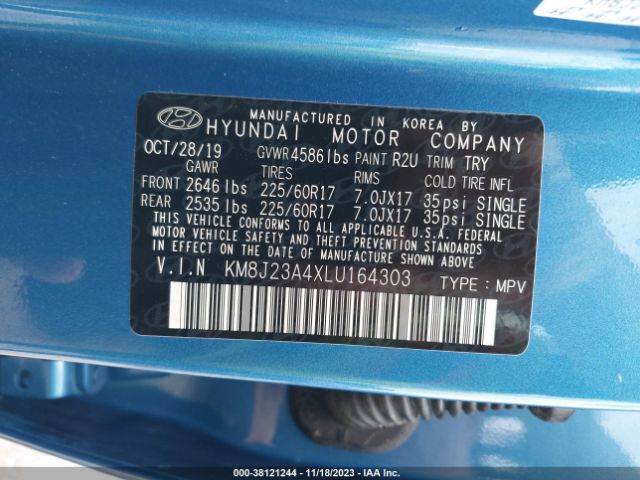 MANUFACTURED IN KOREA BY
HYUNDAI MOTOR COMPANY
OCT/28/19 GVWR 4586lbs PAINT R2U TRIM TRY
GAWR TIRES RIMS COLD TIRE INFL
FRONT 2646 lbs 225/60R17 7.0JX17 35psi SINGLE
REAR 2535 lbs 225/60R17 7.0JX17 35psi SINGLE
THIS VEHICLE CONFORMS TO ALL APPLICABLE U.S.A. FEDERAL
MOTOR VEHICLE SAFETY AND THEFT PREVENTION STANDARDS
IN EFFECT ON THE DATE OF MANUFACTURE SHOWN ABOVE.
V.I.N KM8J23A4XLU164303 TYPE : MPV
000-38121244 - 11/18/2023 - IAA Inc.